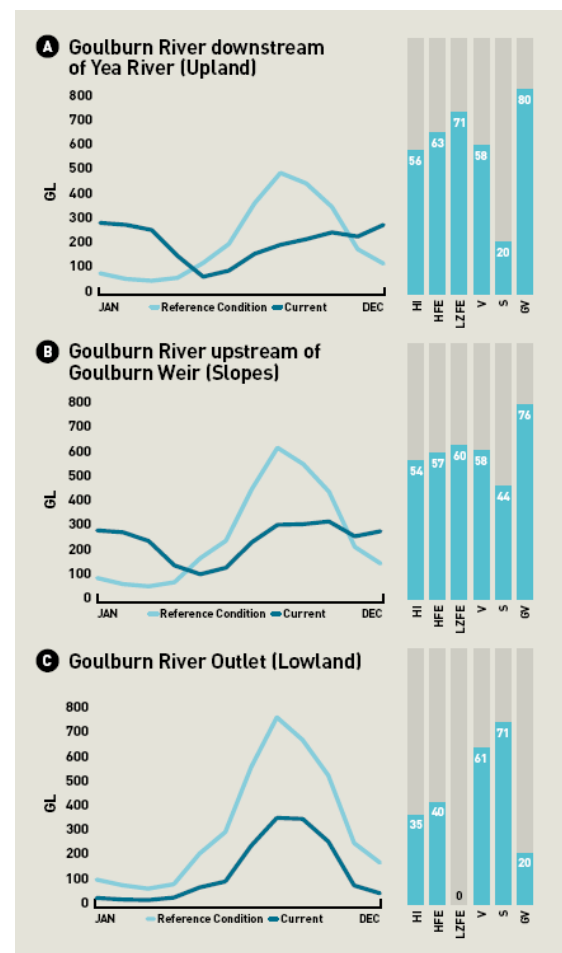 A Goulburn River downstream
of Yea River (Upland)
800
700
600
500
400
300
200
100
0
GL
JAN Reference Condition Current DEC
56 63 71 58 20 80
HI HFE LZFE V S GV
B Goulburn River upstream of
Goulburn Weir (Slopes)
800
700
600
500
400
300
200
100
0
GL
JAN Reference Condition Current DEC
54 57 60 58 44 76
HI HFE LZFE V S GV
C Goulburn River Outlet (Lowland)
800
700
600
500
400
300
200
100
0
GL
JAN Reference Condition Current DEC
35 40 0 61 71 20
HI HFE LZFE V S GV